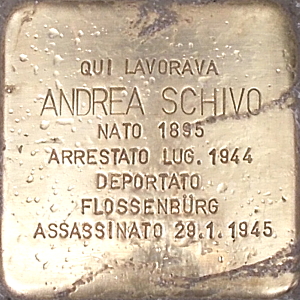 QUI LAVORAVA
ANDREA SCHIVO
NATO 1895
ARRESTATO LUG. 1944
DEPORTATO
FLOSSENBÜRG
ASSASSINATO 29.1.1945